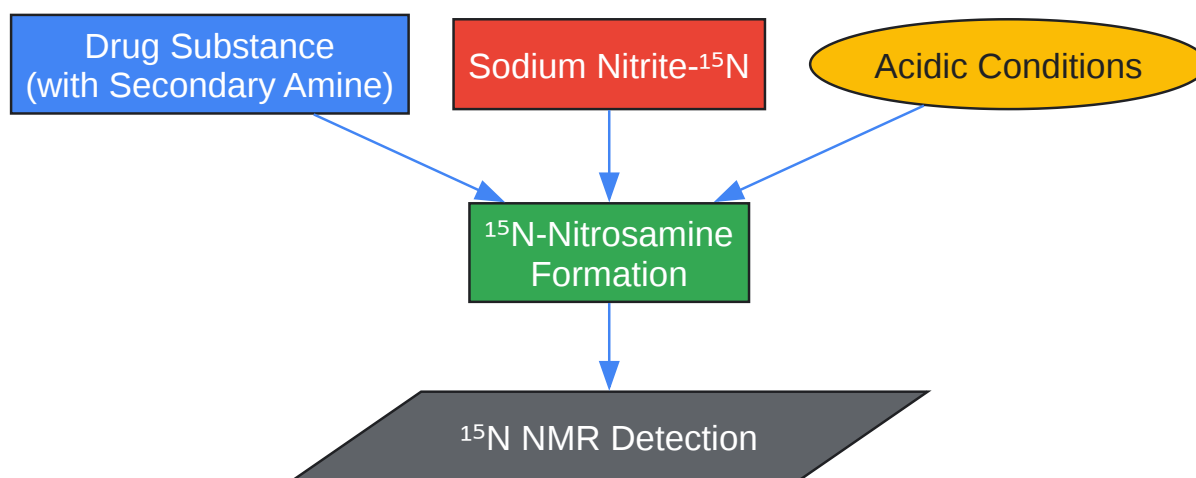 Drug Substance
(with Secondary Amine)
Sodium Nitrite-¹⁵N
Acidic Conditions
¹⁵N-Nitrosamine
Formation
¹⁵N NMR Detection